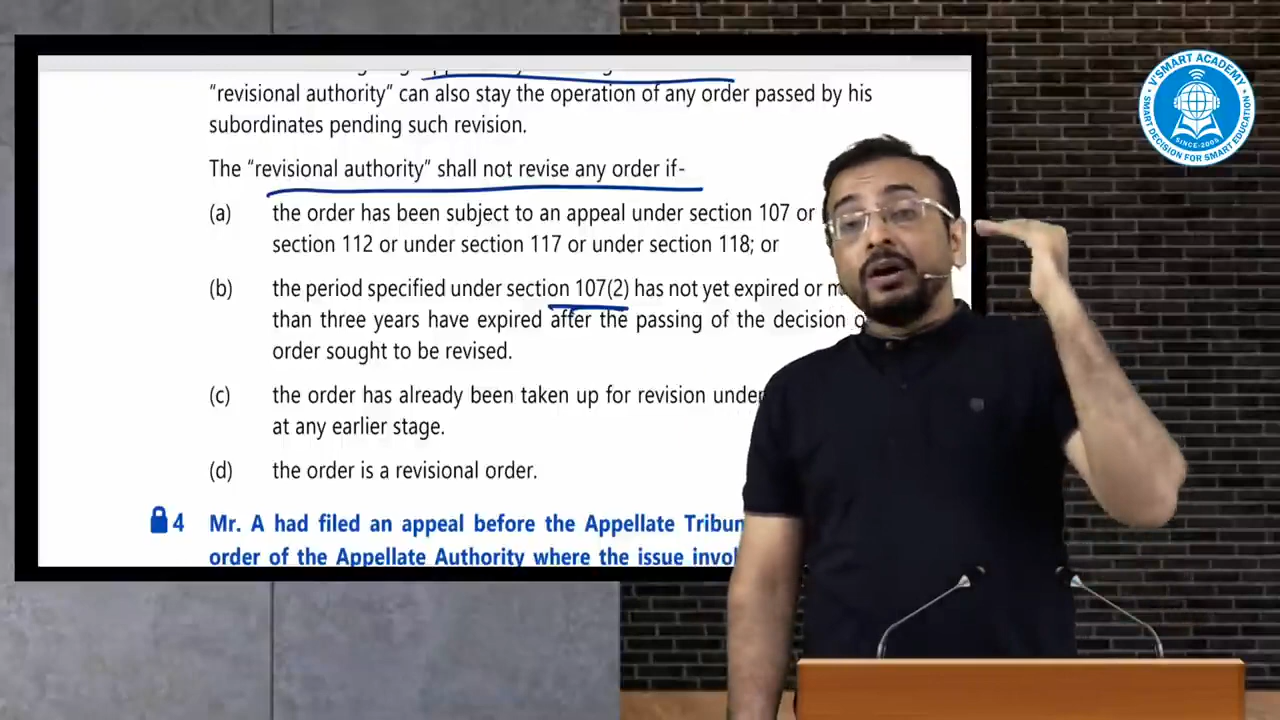 "revisional authority" can also stay the operation of any order passed by his
subordinates pending such revision.
The "revisional authority" shall not revise any order if-
(a) the order has been subject to an appeal under section 107 or
section 112 or under section 117 or under section 118; or
(b) the period specified under section 107(2) has not yet expired or
than three years have expired after the passing of the decision
order sought to be revised.
(c) the order has already been taken up for revision under
at any earlier stage.
(d) the order is a revisional order.
4 Mr. A had filed an appeal before the Appellate
order of the Appellate Authority where the issue
V'SMART ACADEMY
SINCE-2005
SMART DECISION FOR SMART EDUCATION